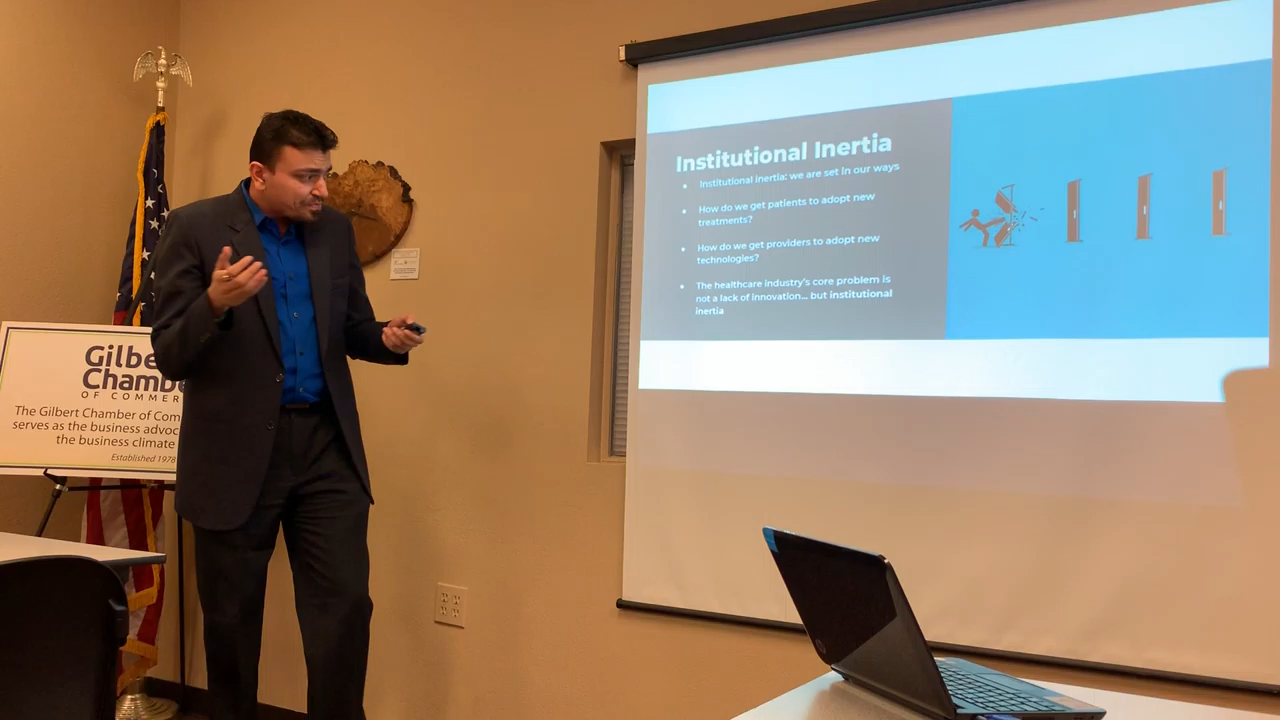 Gilbe
Chambe
OF COMMER
The Gilbert Chamber of Com
serves as the business advoc
the business climate
Established 1978
Institutional Inertia
Institutional inertia: we are set in our ways
How do we get patients to adopt new
treatments?
How do we get providers to adopt new
technologies?
The healthcare industry's core problem is
not a lack of innovation... but institutional
inertia